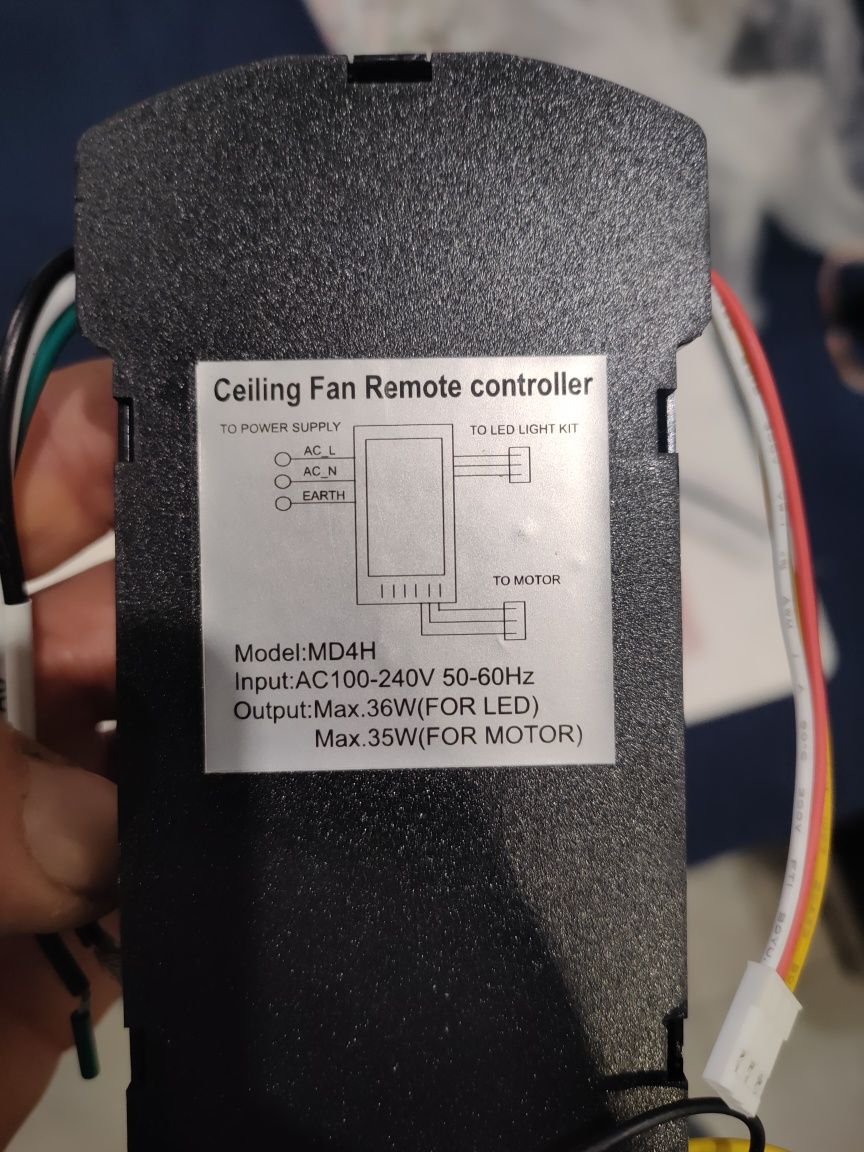 Ceiling Fan Remote controller
TO POWER SUPPLY
TO LED LIGHT KIT
AC_L
AC_N
EARTH
TO MOTOR
Model:MD4H
Input:AC100-240V 50-60Hz
Output:Max.36W(FOR LED)
Max.35W(FOR MOTOR)